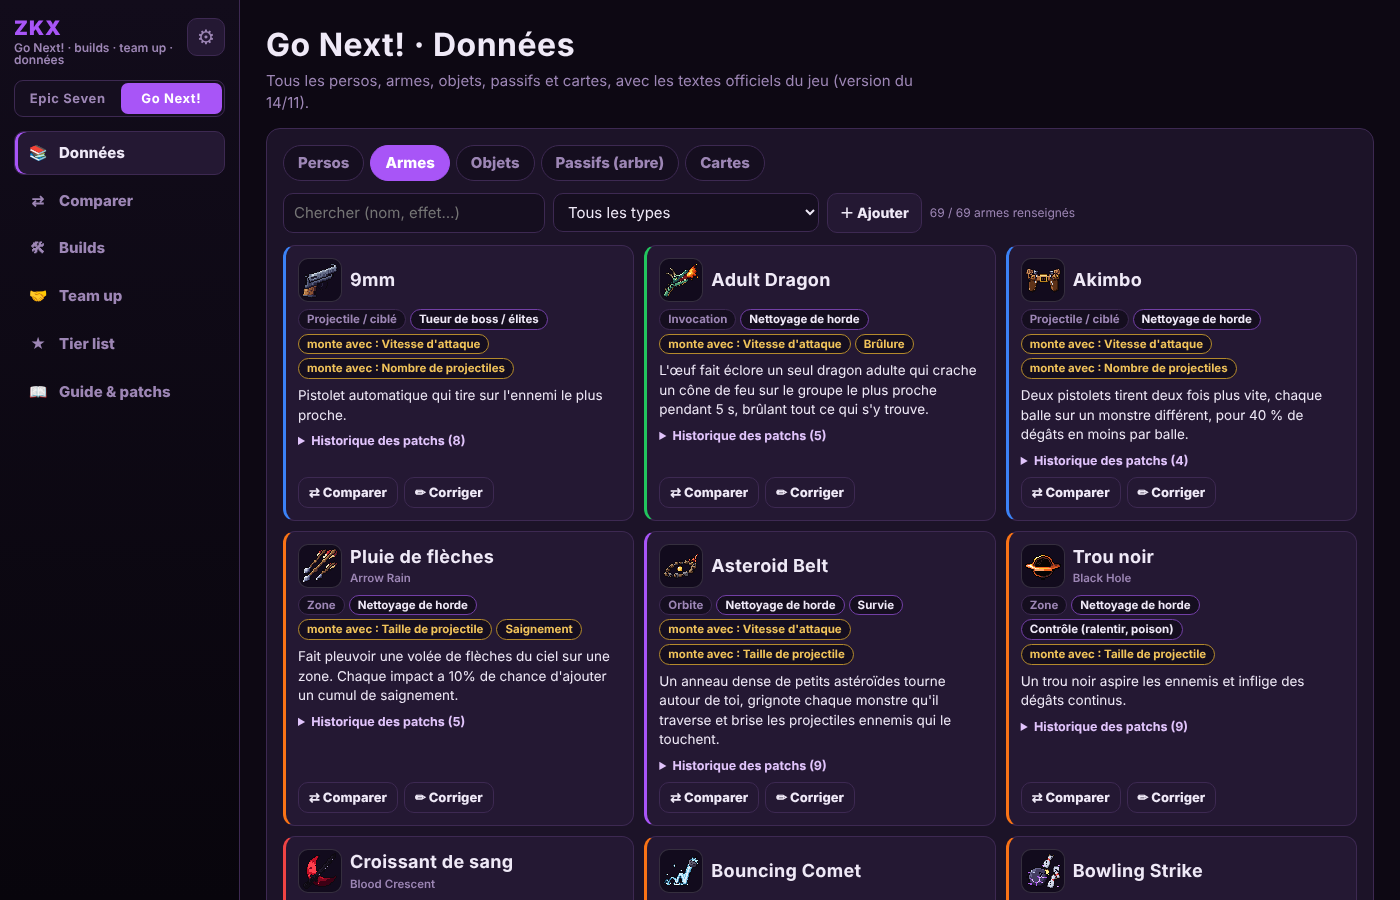 ZKX
Go Next! · builds · team up ·
données
Epic Seven
Go Next!
Données
Comparer
Builds
Team up
Tier list
Guide & patchs
Go Next! · Données
Tous les persos, armes, objets, passifs et cartes, avec les textes officiels du jeu (version du
14/11).
Persos
Armes
Objets
Passifs (arbre)
Cartes
Chercher (nom, effet...)
Tous les types
+ Ajouter
69 / 69 armes renseignés
9mm
Projectile / ciblé
Tueur de boss / élites
monte avec : Vitesse d'attaque
monte avec : Nombre de projectiles
Pistolet automatique qui tire sur l'ennemi le plus
proche.
Historique des patchs (8)
Comparer
Corriger
Adult Dragon
Invocation
Nettoyage de horde
monte avec : Vitesse d'attaque
Brûlure
L'œuf fait éclore un seul dragon adulte qui crache
un cône de feu sur le groupe le plus proche
pendant 5 s, brûlant tout ce qui s'y trouve.
Historique des patchs (5)
Comparer
Corriger
Akimbo
Projectile / ciblé
Nettoyage de horde
monte avec : Vitesse d'attaque
monte avec : Nombre de projectiles
Deux pistolets tirent deux fois plus vite, chaque
balle sur un monstre différent, pour 40 % de
dégâts en moins par balle.
Historique des patchs (4)
Comparer
Corriger
Pluie de flèches
Arrow Rain
Zone
Nettoyage de horde
monte avec : Taille de projectile
Saignement
Fait pleuvoir une volée de flèches du ciel sur une
zone. Chaque impact a 10% de chance d'ajouter
un cumul de saignement.
Historique des patchs (5)
Comparer
Corriger
Asteroid Belt
Orbite
Nettoyage de horde
Survie
monte avec : Vitesse d'attaque
monte avec : Taille de projectile
Un anneau dense de petits astéroïdes tourne
autour de toi, grignote chaque monstre qu'il
traverse et brise les projectiles ennemis qui le
touchent.
Historique des patchs (9)
Comparer
Corriger
Trou noir
Black Hole
Zone
Nettoyage de horde
Contrôle (ralentir, poison)
monte avec : Taille de projectile
Un trou noir aspire les ennemis et inflige des
dégâts continus.
Historique des patchs (9)
Comparer
Corriger
Croissant de sang
Blood Crescent
Bouncing Comet
Bowling Strike